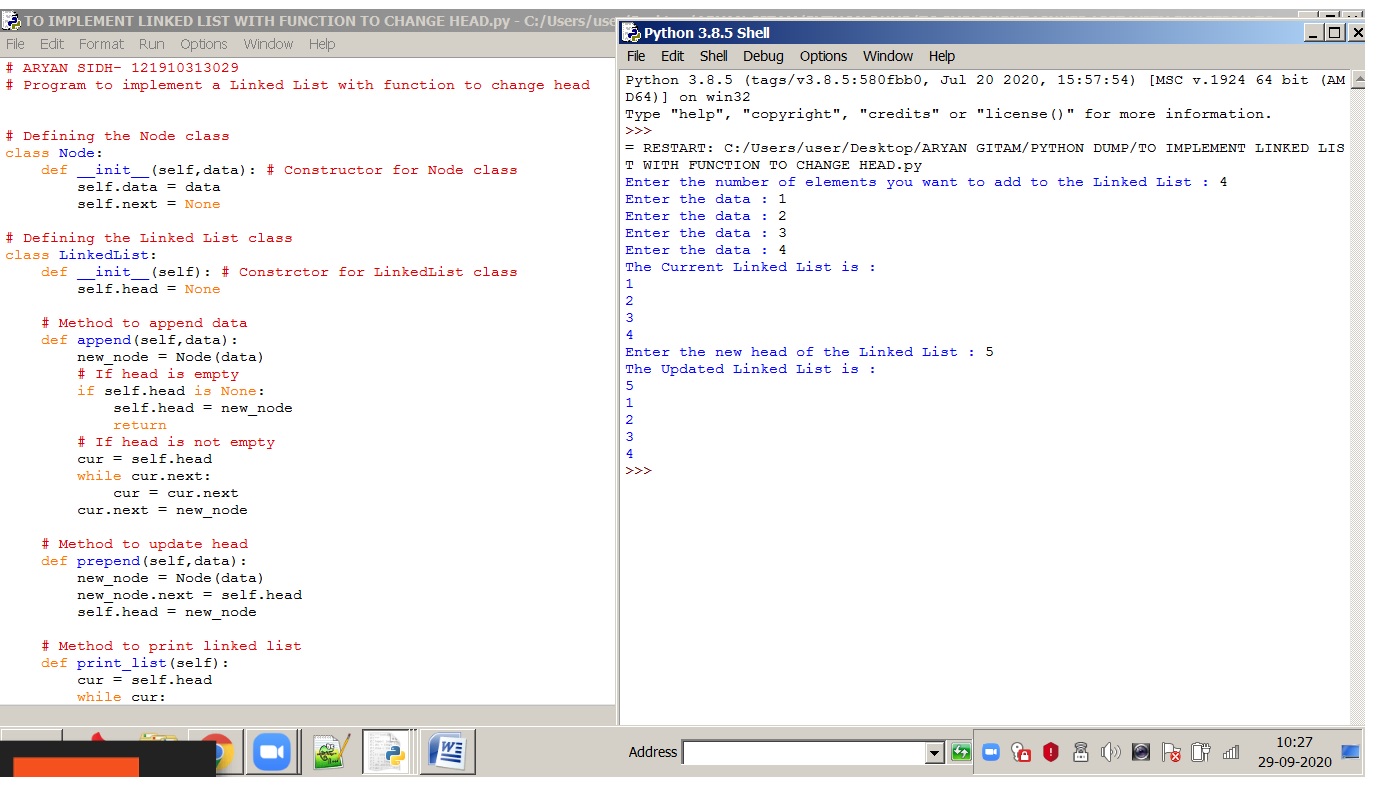 TO IMPLEMENT LINKED LIST WITH FUNCTION TO CHANGE HEAD.py - C:/Users/use
File Edit Format Run Options Window Help
# ARYAN SIDH- 121910313029
# Program to implement a Linked List with function to change head
# Defining the Node class
class Node:
    def __init__(self,data): # Constructor for Node class
        self.data = data
        self.next = None
# Defining the Linked List class
class LinkedList:
    def __init__(self): # Constrctor for LinkedList class
        self.head = None
    # Method to append data
    def append(self,data):
        new_node = Node(data)
        # If head is empty
        if self.head is None:
            self.head = new_node
            return
        # If head is not empty
        cur = self.head
        while cur.next:
            cur = cur.next
        cur.next = new_node
    # Method to update head
    def prepend(self,data):
        new_node = Node(data)
        new_node.next = self.head
        self.head = new_node
    # Method to print linked list
    def print_list(self):
        cur = self.head
        while cur:
Python 3.8.5 Shell
File Edit Shell Debug Options Window Help
Python 3.8.5 (tags/v3.8.5:580fbb0, Jul 20 2020, 15:57:54) [MSC v.1924 64 bit (AM
D64)] on win32
Type "help", "copyright", "credits" or "license()" for more information.
>>>
= RESTART: C:/Users/user/Desktop/ARYAN GITAM/PYTHON DUMP/TO IMPLEMENT LINKED LIS
T WITH FUNCTION TO CHANGE HEAD.py
Enter the number of elements you want to add to the Linked List : 4
Enter the data : 1
Enter the data : 2
Enter the data : 3
Enter the data : 4
The Current Linked List is :
1
2
3
4
Enter the new head of the Linked List : 5
The Updated Linked List is :
5
1
2
3
4
>>>
Address
10:27
29-09-2020